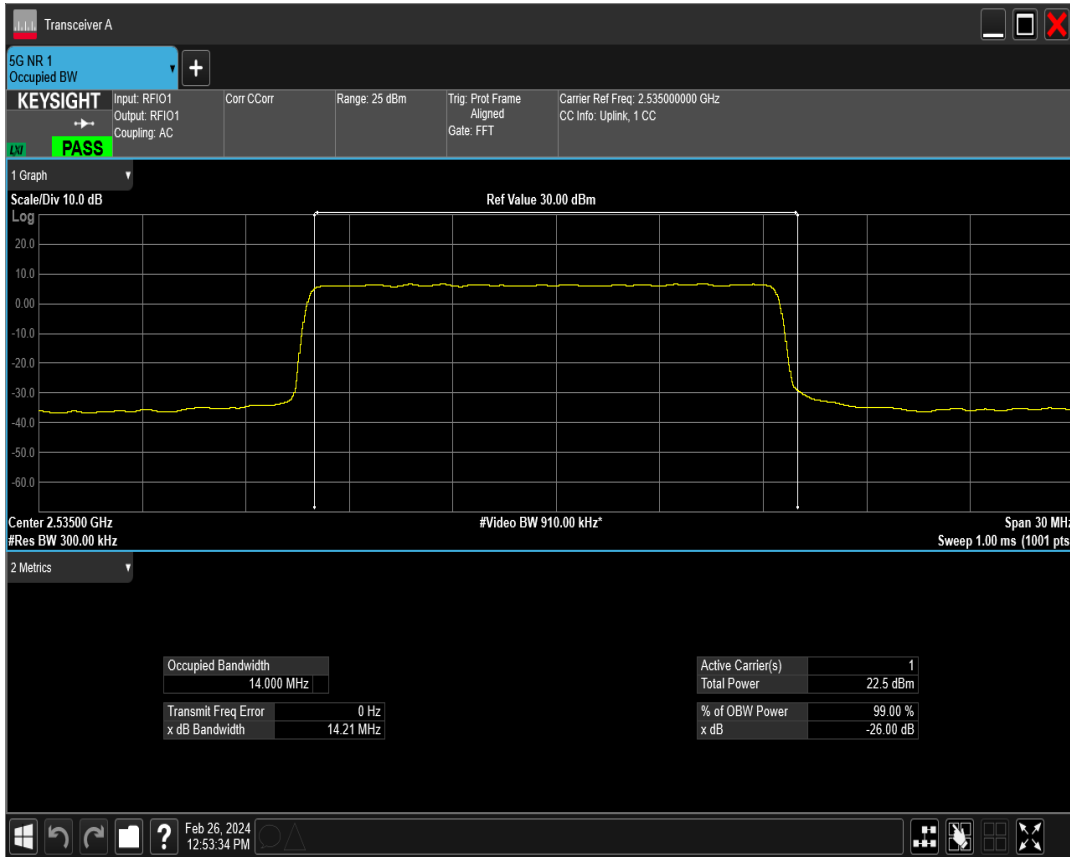 Transceiver A
5G NR 1
Occupied BW
KEYSIGHT
LXI
PASS
Input: RFIO1
Output: RFIO1
Coupling: AC
Corr CCorr
Range: 25 dBm
Trig: Prot Frame
Aligned
Gate: FFT
Carrier Ref Freq: 2.535000000 GHz
CC Info: Uplink, 1 CC
1 Graph
Scale/Div 10.0 dB
Ref Value 30.00 dBm
Log
20.0
10.0
0.00
-10.0
-20.0
-30.0
-40.0
-50.0
-60.0
Center 2.53500 GHz
#Video BW 910.00 kHz*
Span 30 MHz
#Res BW 300.00 kHz
Sweep 1.00 ms (1001 pts
2 Metrics
Occupied Bandwidth
14.000 MHz
Transmit Freq Error 0 Hz
x dB Bandwidth 14.21 MHz
Active Carrier(s) 1
Total Power 22.5 dBm
% of OBW Power 99.00 %
x dB -26.00 dB
?
Feb 26, 2024
12:53:34 PM